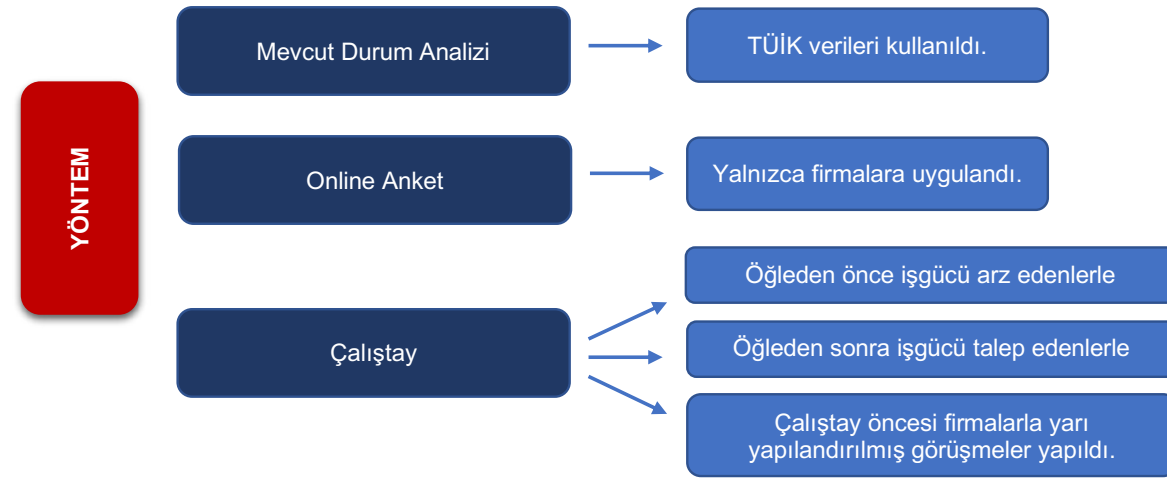 YÖNTEM
Mevcut Durum Analizi
TÜİK verileri kullanıldı.
Online Anket
Yalnızca firmalara uygulandı.
Çalıştay
Öğleden önce işgücü arz edenlerle
Öğleden sonra işgücü talep edenlerle
Çalıştay öncesi firmalarla yarı
yapılandırılmış görüşmeler yapıldı.